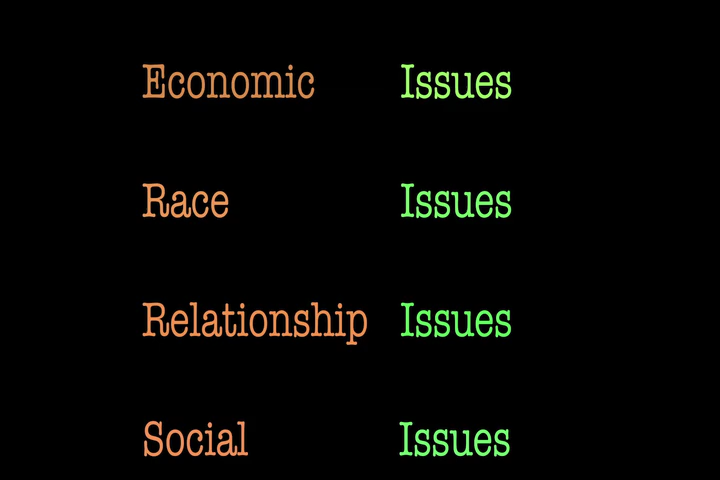 Economic Issues
Race Issues
Relationship Issues
Social Issues